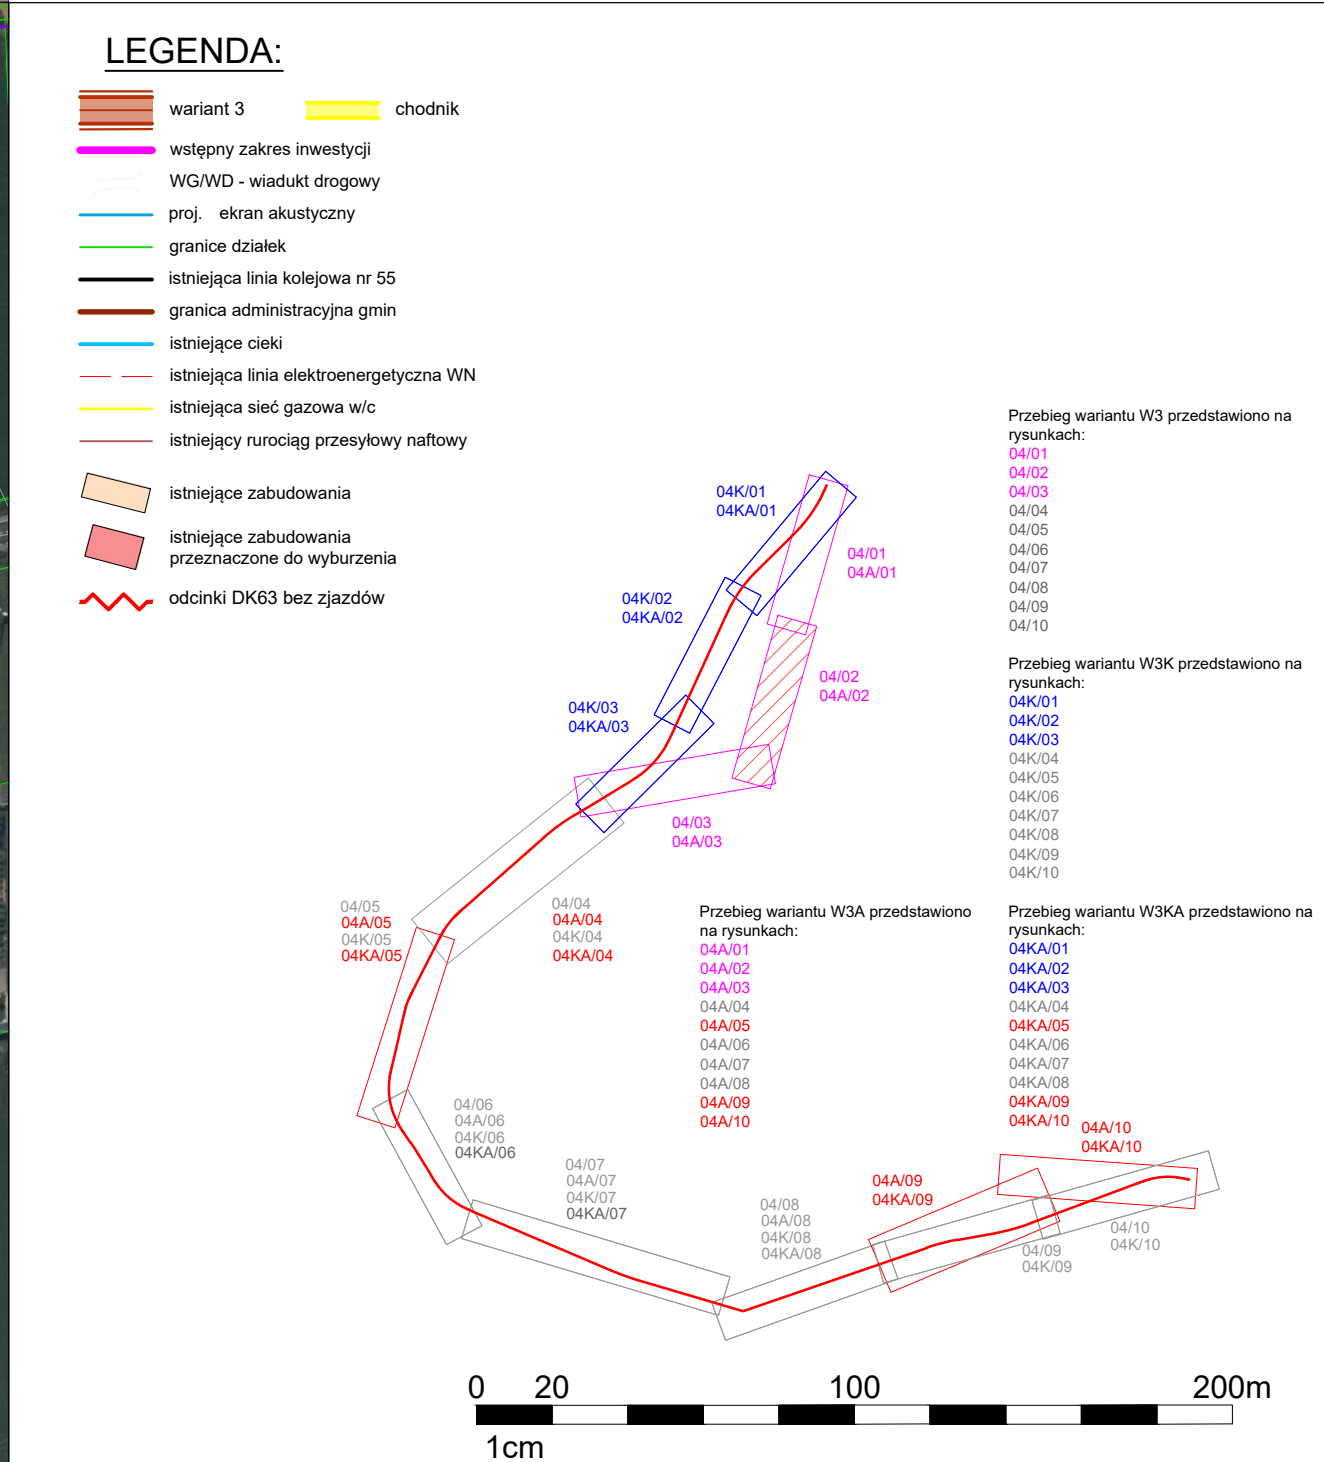 LEGENDA:
wariant 3
chodnik
wstępny zakres inwestycji
WG/WD - wiadukt drogowy
proj. ekran akustyczny
granice działek
istniejąca linia kolejowa nr 55
granica administracyjna gmin
istniejące cieki
istniejąca linia elektroenergetyczna WN
istniejąca sieć gazowa w/c
istniejący rurociąg przesyłowy naftowy
istniejące zabudowania
istniejące zabudowania
przeznaczone do wyburzenia
odcinki DK63 bez zjazdów
04K/01
04KA/01
04/01
04A/01
04K/02
04KA/02
04/02
04A/02
04K/03
04KA/03
04/03
04A/03
04/04
04A/04
04K/04
04KA/04
04/05
04A/05
04K/05
04KA/05
04/06
04A/06
04K/06
04KA/06
04/07
04A/07
04K/07
04KA/07
04/08
04A/08
04K/08
04KA/08
04A/09
04KA/09
04/09
04K/09
04A/10
04KA/10
04/10
04K/10
Przebieg wariantu W3 przedstawiono na
rysunkach:
04/01
04/02
04/03
04/04
04/05
04/06
04/07
04/08
04/09
04/10
Przebieg wariantu W3K przedstawiono na
rysunkach:
04K/01
04K/02
04K/03
04K/04
04K/05
04K/06
04K/07
04K/08
04K/09
04K/10
Przebieg wariantu W3A przedstawiono
na rysunkach:
04A/01
04A/02
04A/03
04A/04
04A/05
04A/06
04A/07
04A/08
04A/09
04A/10
Przebieg wariantu W3KA przedstawiono na
rysunkach:
04KA/01
04KA/02
04KA/03
04KA/04
04KA/05
04KA/06
04KA/07
04KA/08
04KA/09
04KA/10
0 20 100 200m
1cm